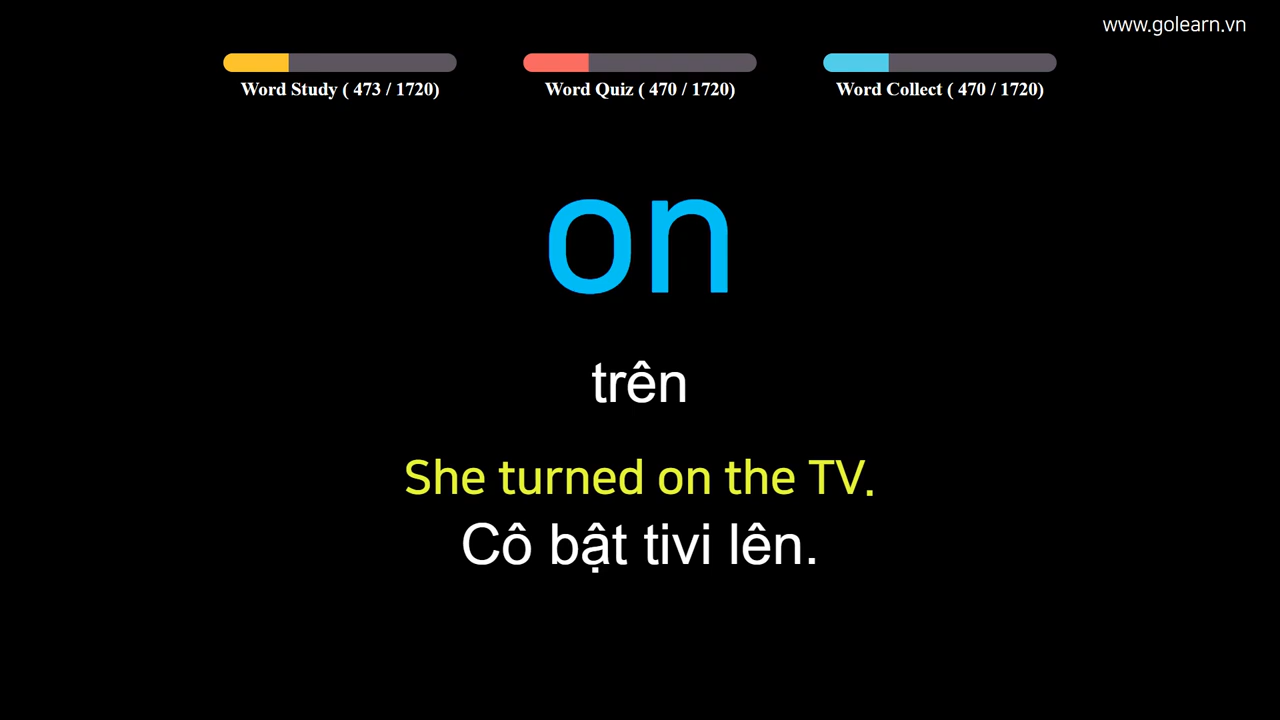 www.golearn.vn
Word Study ( 473 / 1720)
Word Quiz ( 470 / 1720)
Word Collect ( 470 / 1720)
on
trên
She turned on the TV.
Cô bật tivi lên.